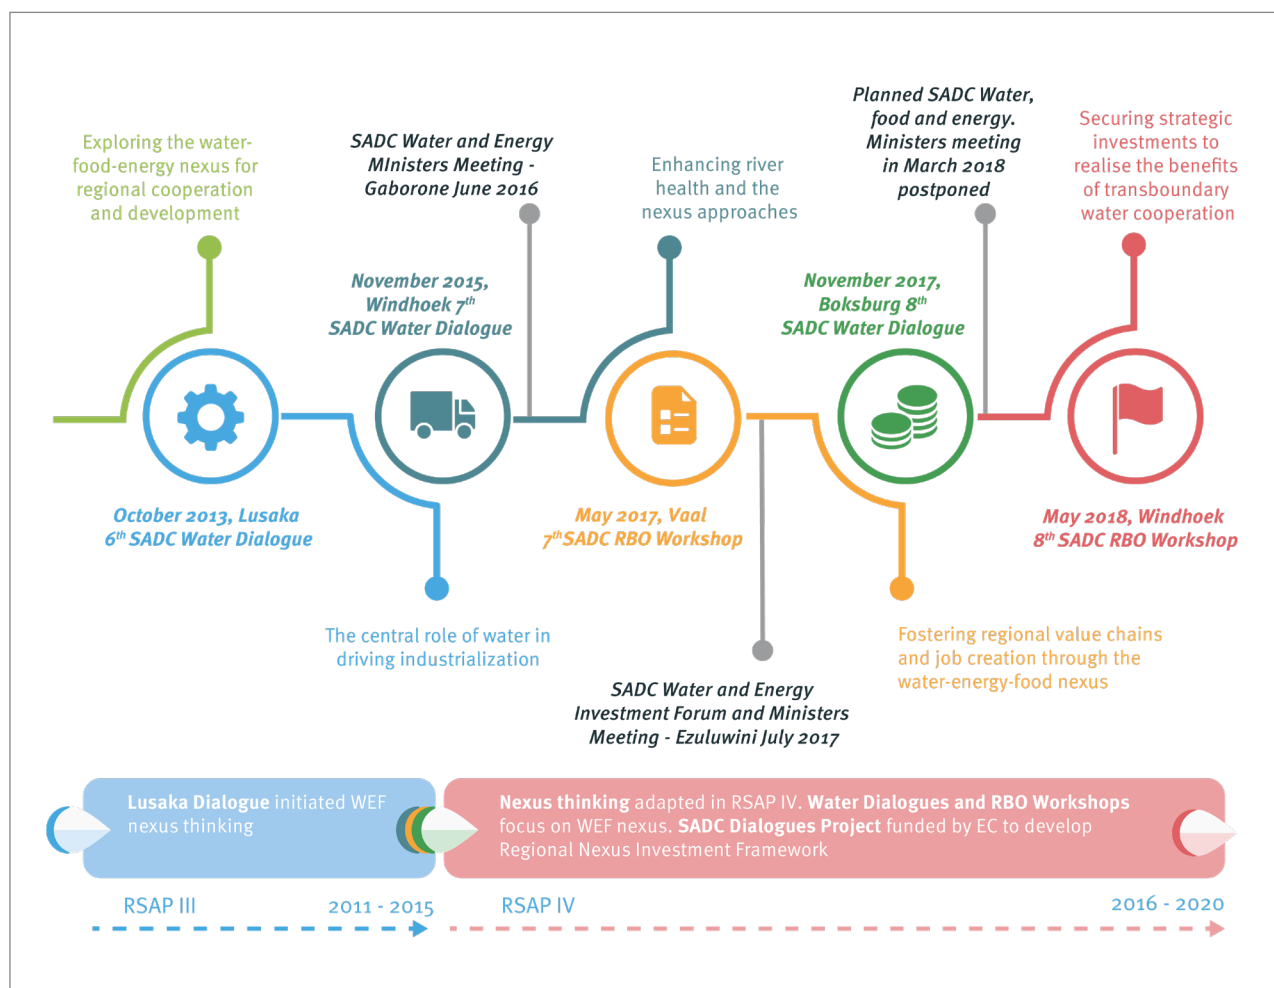 Exploring the water-
food-energy nexus for
regional cooperation
and development
SADC Water and Energy
MInisters Meeting -
Gaborone June 2016
Enhancing river
health and the
nexus approaches
Planned SADC Water,
food and energy.
Ministers meeting
in March 2018
postponed
Securing strategic
investments to
realise the benefits
of transboundary
water cooperation
November 2015,
Windhoek 7th
SADC Water Dialogue
November 2017,
Boksburg 8th
SADC Water Dialogue
October 2013, Lusaka
6th SADC Water Dialogue
May 2017, Vaal
7th SADC RBO Workshop
May 2018, Windhoek
8th SADC RBO Workshop
The central role of water in
driving industrialization
SADC Water and Energy
Investment Forum and Ministers
Meeting - Ezuluwini July 2017
Fostering regional value chains
and job creation through the
water-energy-food nexus
Lusaka Dialogue initiated WEF
nexus thinking
Nexus thinking adapted in RSAP IV. Water Dialogues and RBO Workshops
focus on WEF nexus. SADC Dialogues Project funded by EC to develop
Regional Nexus Investment Framework
RSAP III
2011 - 2015
RSAP IV
2016 - 2020